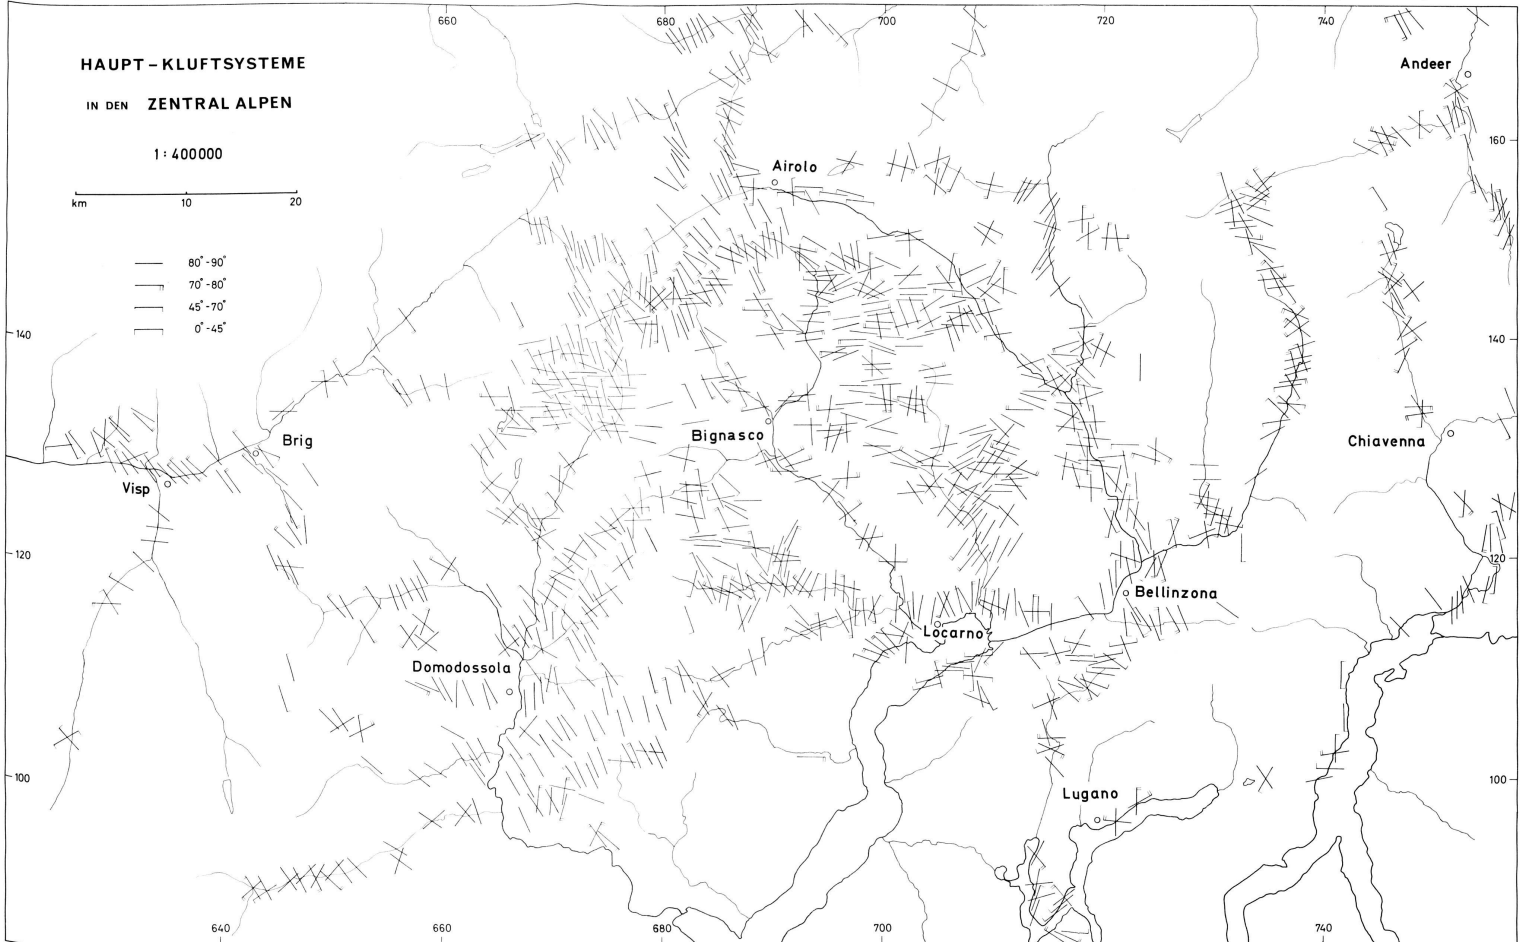 660
680
700
720
740
HAUPT – KLUFTSYSTEME
IN DEN ZENTRAL ALPEN
1 : 400000
km 10 20
80° - 90°
70° - 80°
45° - 70°
0° - 45°
Andeer
160
Airolo
140
140
Brig
Bignasco
Chiavenna
Visp
120
120
Bellinzona
Locarno
Domodossola
100
100
Lugano
640
660
680
700
740